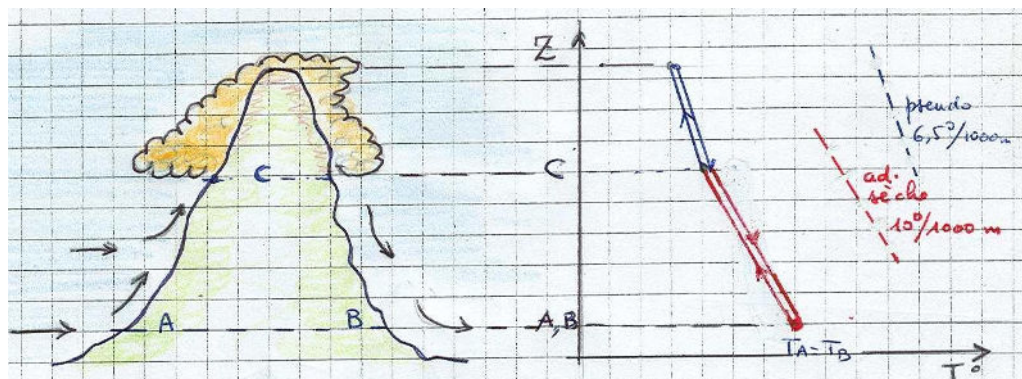 Z
C
C
A
B
A, B
TA = TB
T°
pseudo
6,5°/1000m
ad.
sèche
10°/1000 m